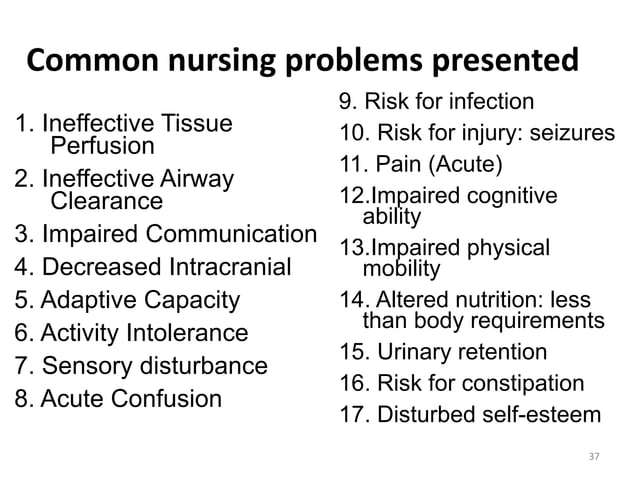 Common nursing problems presented
1. Ineffective Tissue
Perfusion
2. Ineffective Airway
Clearance
3. Impaired Communication
4. Decreased Intracranial
5. Adaptive Capacity
6. Activity Intolerance
7. Sensory disturbance
8. Acute Confusion
9. Risk for infection
10. Risk for injury: seizures
11. Pain (Acute)
12.Impaired cognitive
ability
13.Impaired physical
mobility
14. Altered nutrition: less
than body requirements
15. Urinary retention
16. Risk for constipation
17. Disturbed self-esteem
37